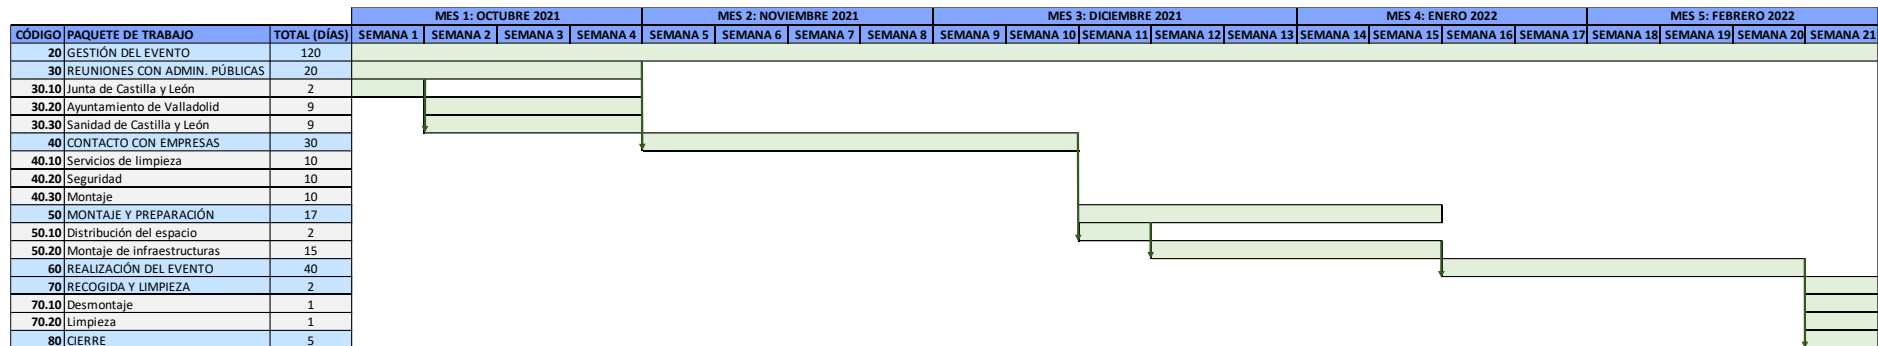 MES 1: OCTUBRE 2021 MES 2: NOVIEMBRE 2021 MES 3: DICIEMBRE 2021 MES 4: ENERO 2022 MES 5: FEBRERO 2022
CÓDIGO PAQUETE DE TRABAJO TOTAL (DÍAS) SEMANA 1 SEMANA 2 SEMANA 3 SEMANA 4 SEMANA 5 SEMANA 6 SEMANA 7 SEMANA 8 SEMANA 9 SEMANA 10 SEMANA 11 SEMANA 12 SEMANA 13 SEMANA 14 SEMANA 15 SEMANA 16 SEMANA 17 SEMANA 18 SEMANA 19 SEMANA 20 SEMANA 21
20 GESTIÓN DEL EVENTO 120
30 REUNIONES CON ADMIN. PÚBLICAS 20
30.10 Junta de Castilla y León 2
30.20 Ayuntamiento de Valladolid 9
30.30 Sanidad de Castilla y León 9
40 CONTACTO CON EMPRESAS 30
40.10 Servicios de limpieza 10
40.20 Seguridad 10
40.30 Montaje 10
50 MONTAJE Y PREPARACIÓN 17
50.10 Distribución del espacio 2
50.20 Montaje de infraestructuras 15
60 REALIZACIÓN DEL EVENTO 40
70 RECOGIDA Y LIMPIEZA 2
70.10 Desmontaje 1
70.20 Limpieza 1
80 CIERRE 5